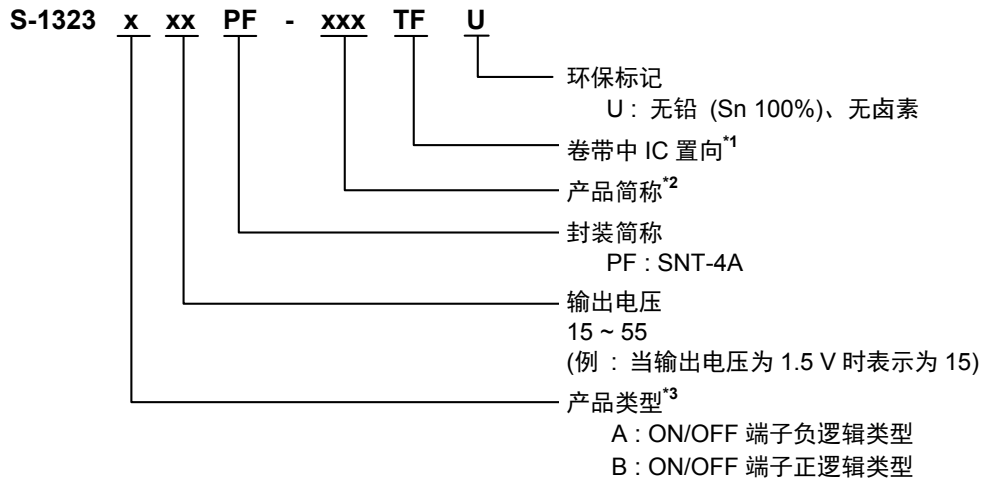 S-1323 x xx PF - xxx TF U
环保标记
U : 无铅 (Sn 100%)、无卤素
卷带中 IC 置向*1
产品简称*2
封装简称
PF : SNT-4A
输出电压
15 ~ 55
(例 : 当输出电压为 1.5 V 时表示为 15)
产品类型*3
A : ON/OFF 端子负逻辑类型
B : ON/OFF 端子正逻辑类型